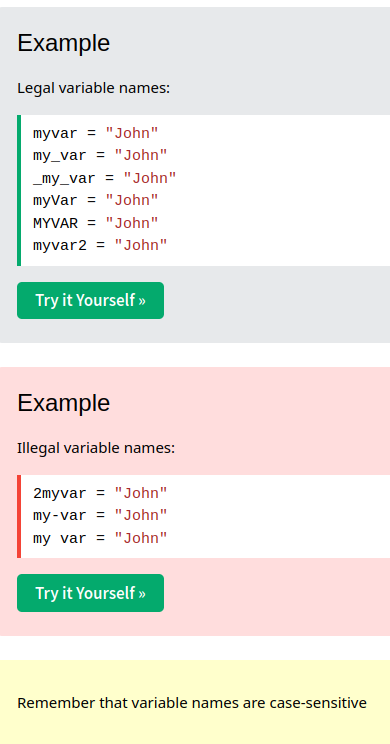 Example
Legal variable names:
myvar = "John"
my_var = "John"
_my_var = "John"
myVar = "John"
MYVAR = "John"
myvar2 = "John"
Try it Yourself »
Example
Illegal variable names:
2myvar = "John"
my-var = "John"
my var = "John"
Try it Yourself »
Remember that variable names are case-sensitive